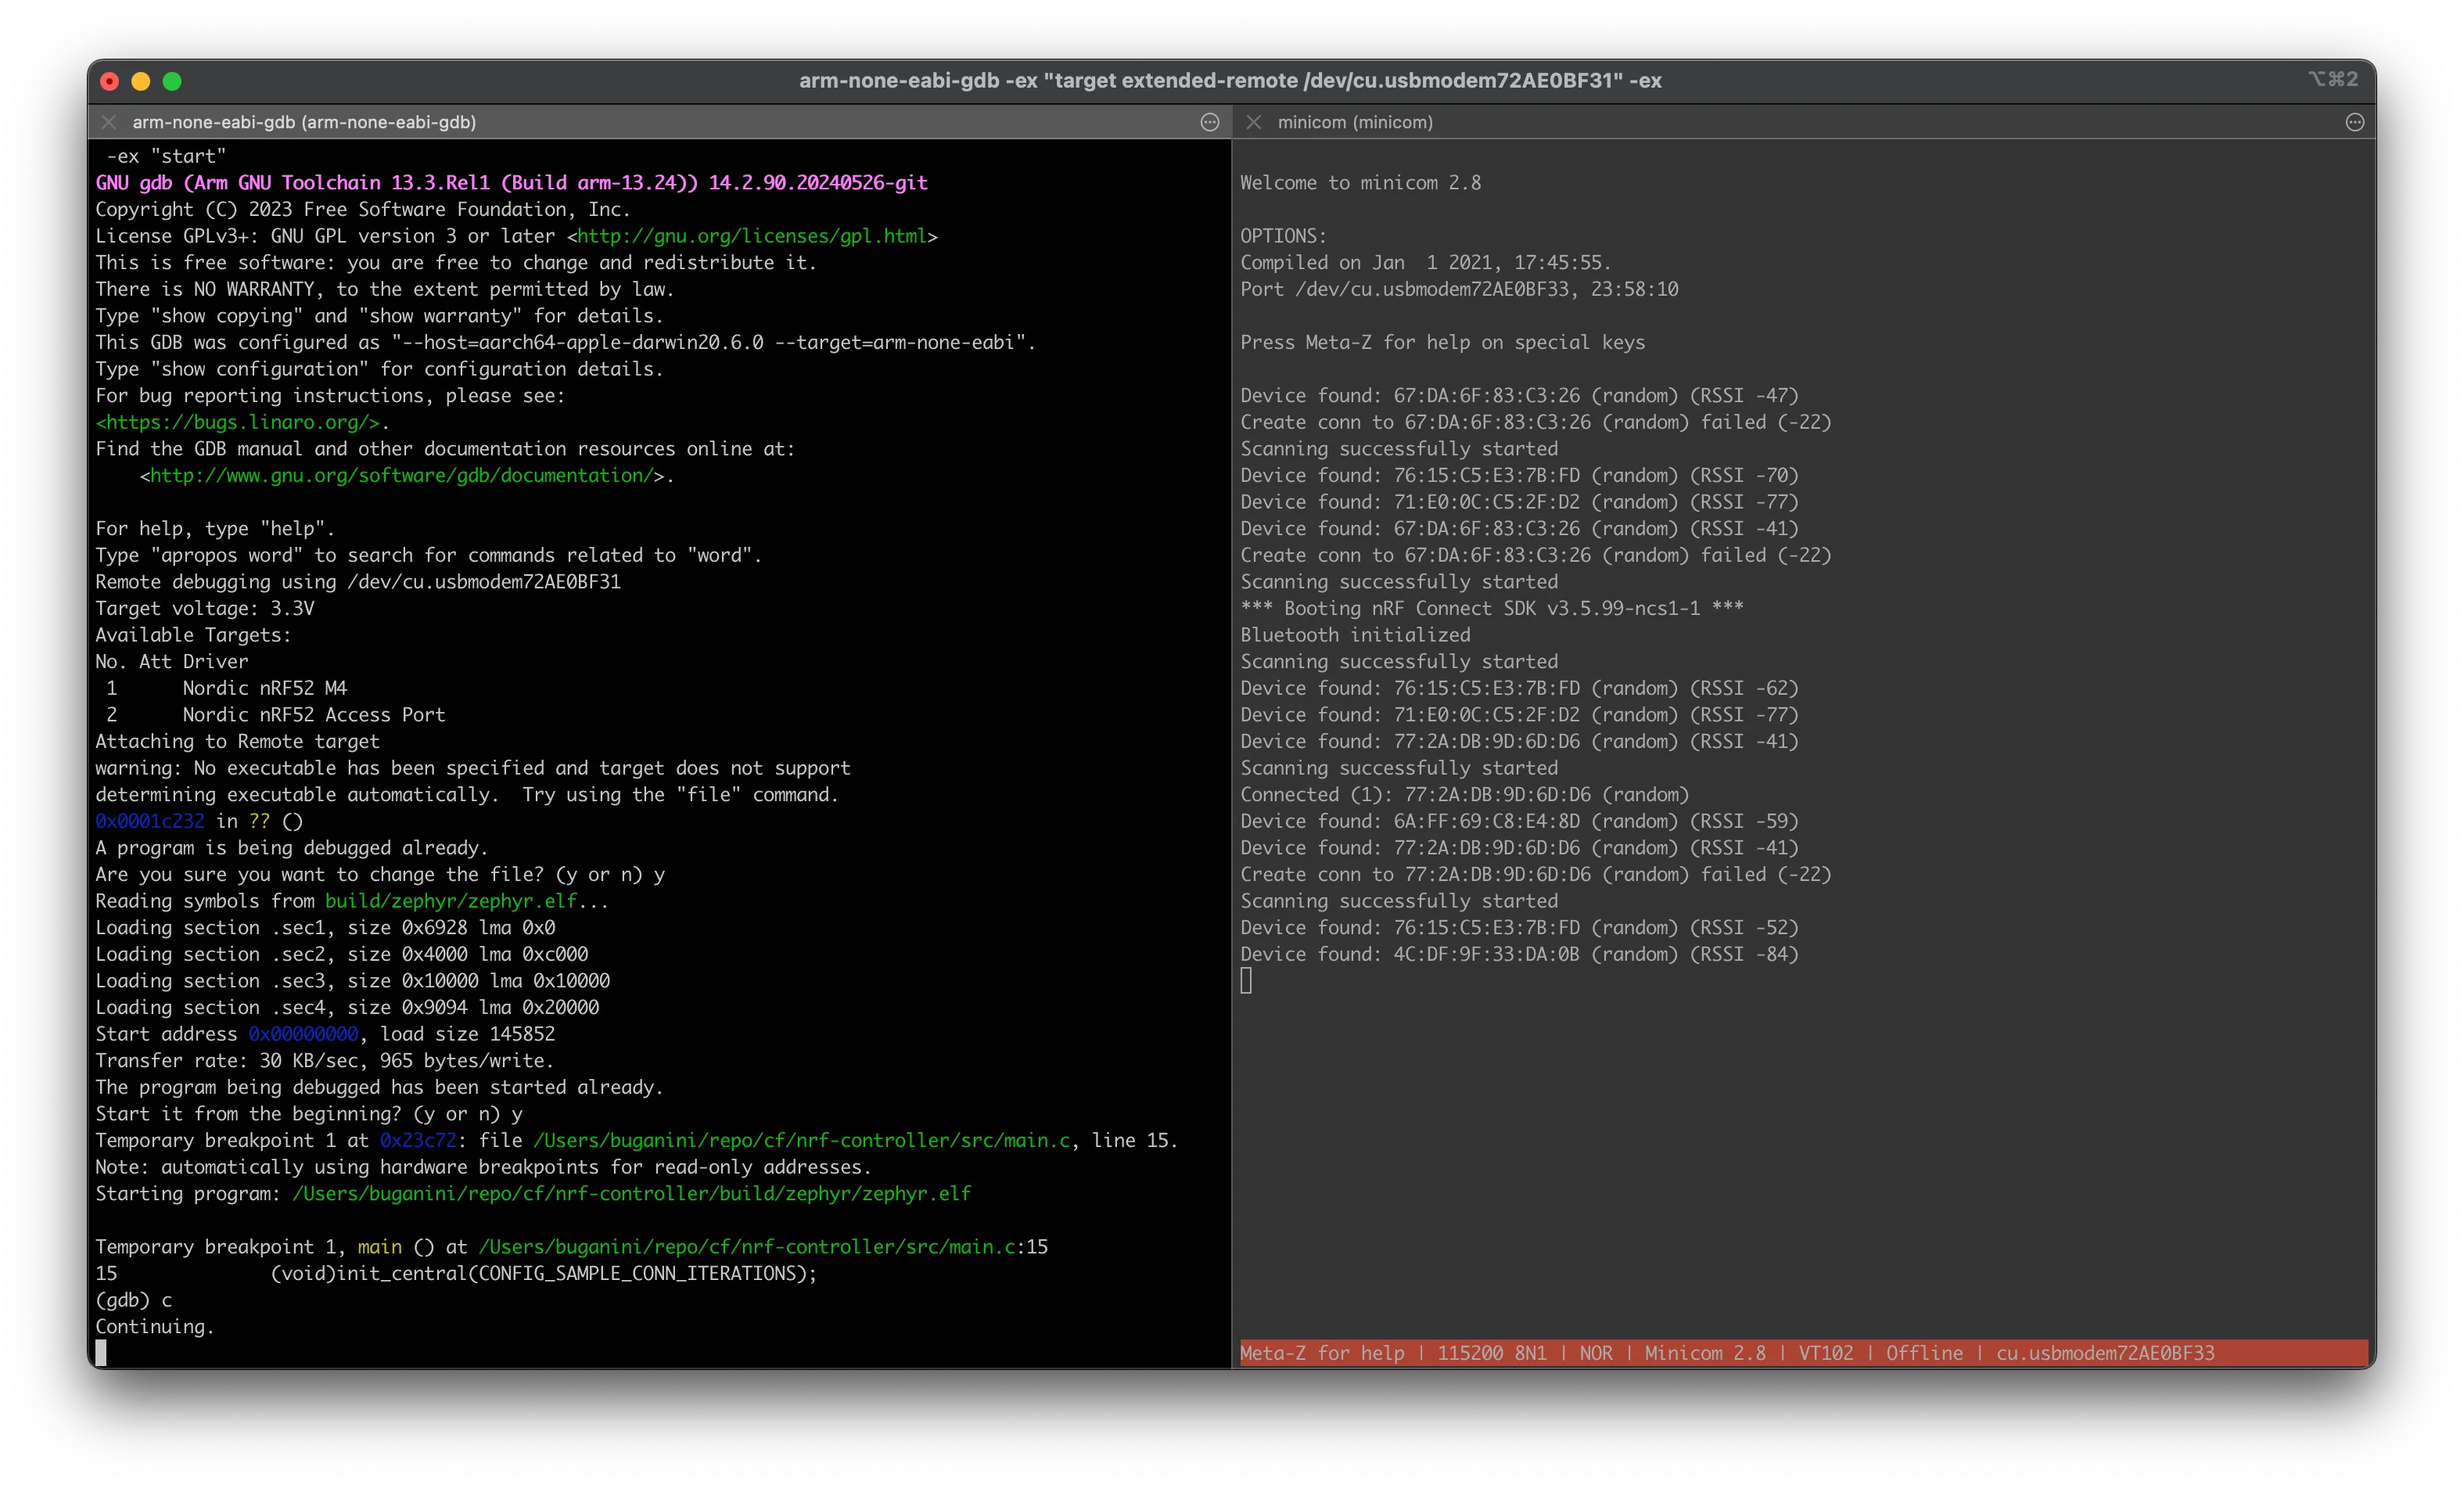 arm-none-eabi-gdb -ex "target extended-remote /dev/cu.usbmodem72AE0BF31" -ex
⌥⌘2
arm-none-eabi-gdb (arm-none-eabi-gdb)
 -ex "start"
GNU gdb (Arm GNU Toolchain 13.3.Rel1 (Build arm-13.24)) 14.2.90.20240526-git
Copyright (C) 2023 Free Software Foundation, Inc.
License GPLv3+: GNU GPL version 3 or later <http://gnu.org/licenses/gpl.html>
This is free software: you are free to change and redistribute it.
There is NO WARRANTY, to the extent permitted by law.
Type "show copying" and "show warranty" for details.
This GDB was configured as "--host=aarch64-apple-darwin20.6.0 --target=arm-none-eabi".
Type "show configuration" for configuration details.
For bug reporting instructions, please see:
<https://bugs.linaro.org/>.
Find the GDB manual and other documentation resources online at:
    <http://www.gnu.org/software/gdb/documentation/>.
For help, type "help".
Type "apropos word" to search for commands related to "word".
Remote debugging using /dev/cu.usbmodem72AE0BF31
Target voltage: 3.3V
Available Targets:
No. Att Driver
 1      Nordic nRF52 M4
 2      Nordic nRF52 Access Port
Attaching to Remote target
warning: No executable has been specified and target does not support
determining executable automatically.  Try using the "file" command.
0x0001c232 in ?? ()
A program is being debugged already.
Are you sure you want to change the file? (y or n) y
Reading symbols from build/zephyr/zephyr.elf...
Loading section .sec1, size 0x6928 lma 0x0
Loading section .sec2, size 0x4000 lma 0xc000
Loading section .sec3, size 0x10000 lma 0x10000
Loading section .sec4, size 0x9094 lma 0x20000
Start address 0x00000000, load size 145852
Transfer rate: 30 KB/sec, 965 bytes/write.
The program being debugged has been started already.
Start it from the beginning? (y or n) y
Temporary breakpoint 1 at 0x23c72: file /Users/buganini/repo/cf/nrf-controller/src/main.c, line 15.
Note: automatically using hardware breakpoints for read-only addresses.
Starting program: /Users/buganini/repo/cf/nrf-controller/build/zephyr/zephyr.elf
Temporary breakpoint 1, main () at /Users/buganini/repo/cf/nrf-controller/src/main.c:15
15              (void)init_central(CONFIG_SAMPLE_CONN_ITERATIONS);
(gdb) c
Continuing.
minicom (minicom)
Welcome to minicom 2.8
OPTIONS:
Compiled on Jan  1 2021, 17:45:55.
Port /dev/cu.usbmodem72AE0BF33, 23:58:10
Press Meta-Z for help on special keys
Device found: 67:DA:6F:83:C3:26 (random) (RSSI -47)
Create conn to 67:DA:6F:83:C3:26 (random) failed (-22)
Scanning successfully started
Device found: 76:15:C5:E3:7B:FD (random) (RSSI -70)
Device found: 71:E0:0C:C5:2F:D2 (random) (RSSI -77)
Device found: 67:DA:6F:83:C3:26 (random) (RSSI -41)
Create conn to 67:DA:6F:83:C3:26 (random) failed (-22)
Scanning successfully started
*** Booting nRF Connect SDK v3.5.99-ncs1-1 ***
Bluetooth initialized
Scanning successfully started
Device found: 76:15:C5:E3:7B:FD (random) (RSSI -62)
Device found: 71:E0:0C:C5:2F:D2 (random) (RSSI -77)
Device found: 77:2A:DB:9D:6D:D6 (random) (RSSI -41)
Scanning successfully started
Connected (1): 77:2A:DB:9D:6D:D6 (random)
Device found: 6A:FF:69:C8:E4:8D (random) (RSSI -59)
Device found: 77:2A:DB:9D:6D:D6 (random) (RSSI -41)
Create conn to 77:2A:DB:9D:6D:D6 (random) failed (-22)
Scanning successfully started
Device found: 76:15:C5:E3:7B:FD (random) (RSSI -52)
Device found: 4C:DF:9F:33:DA:0B (random) (RSSI -84)
Meta-Z for help | 115200 8N1 | NOR | Minicom 2.8 | VT102 | Offline | cu.usbmodem72AE0BF33